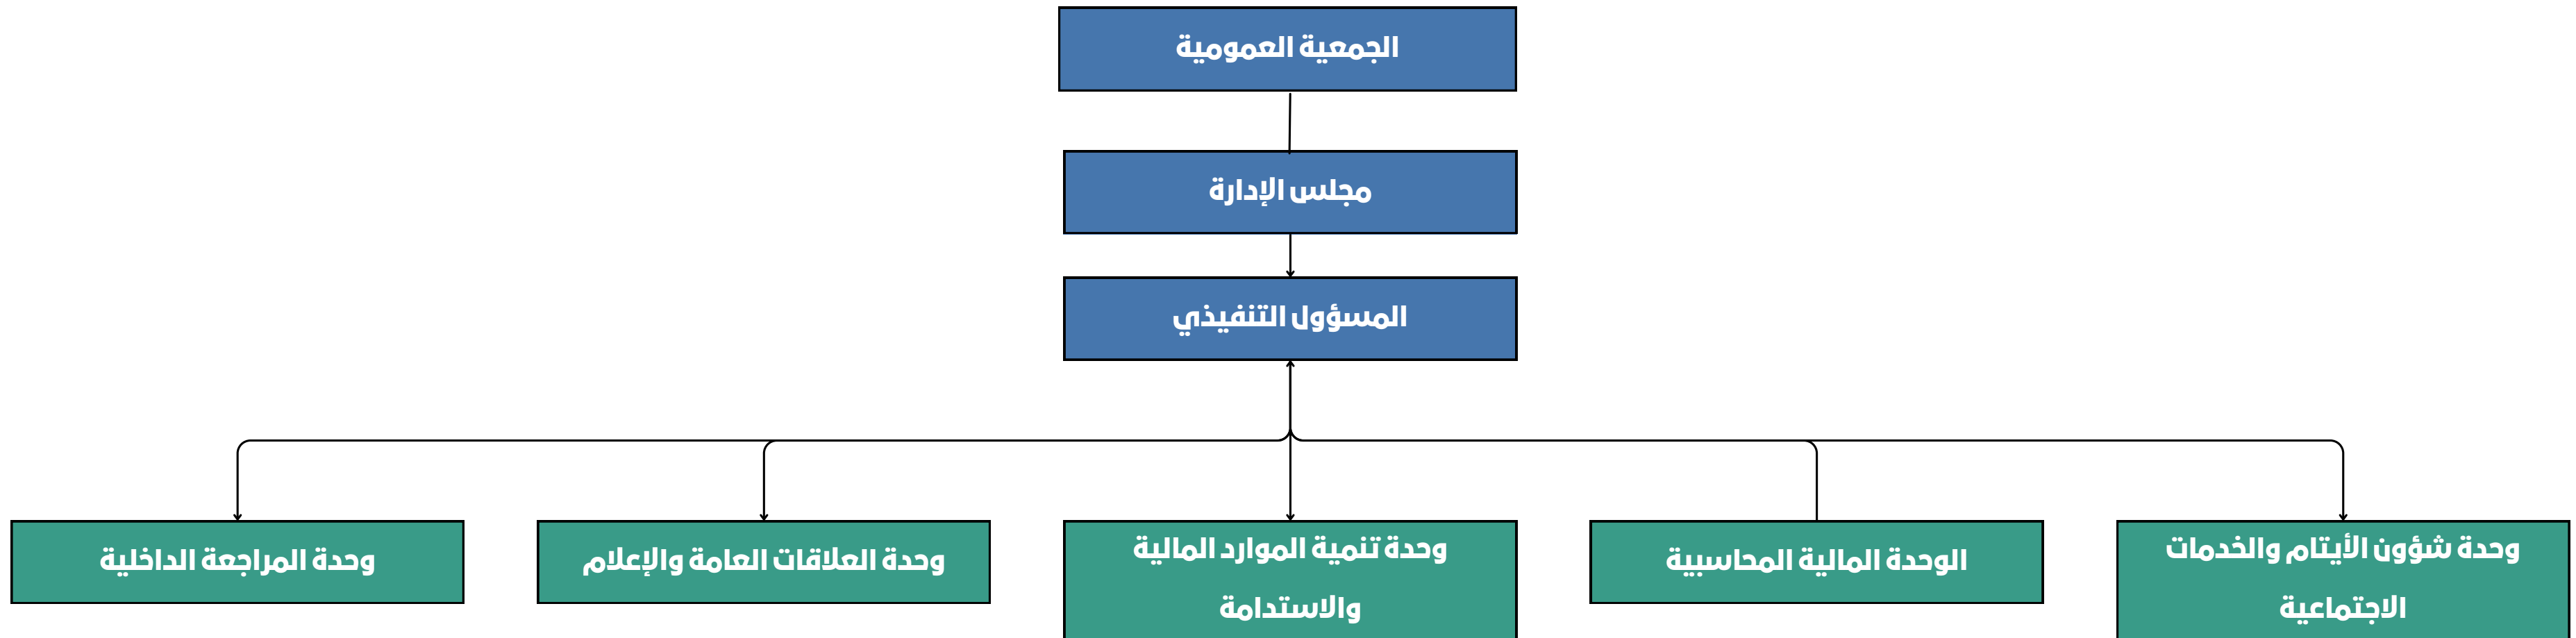 الجمعية العمومية
مجلس الإدارة
المسؤول التنفيذي
وحدة شؤون الأيتام والخدمات
الاجتماعية
الوحدة المالية المحاسبية
وحدة تنمية الموارد المالية
والاستدامة
وحدة العلاقات العامة والإعلام
وحدة المراجعة الداخلية